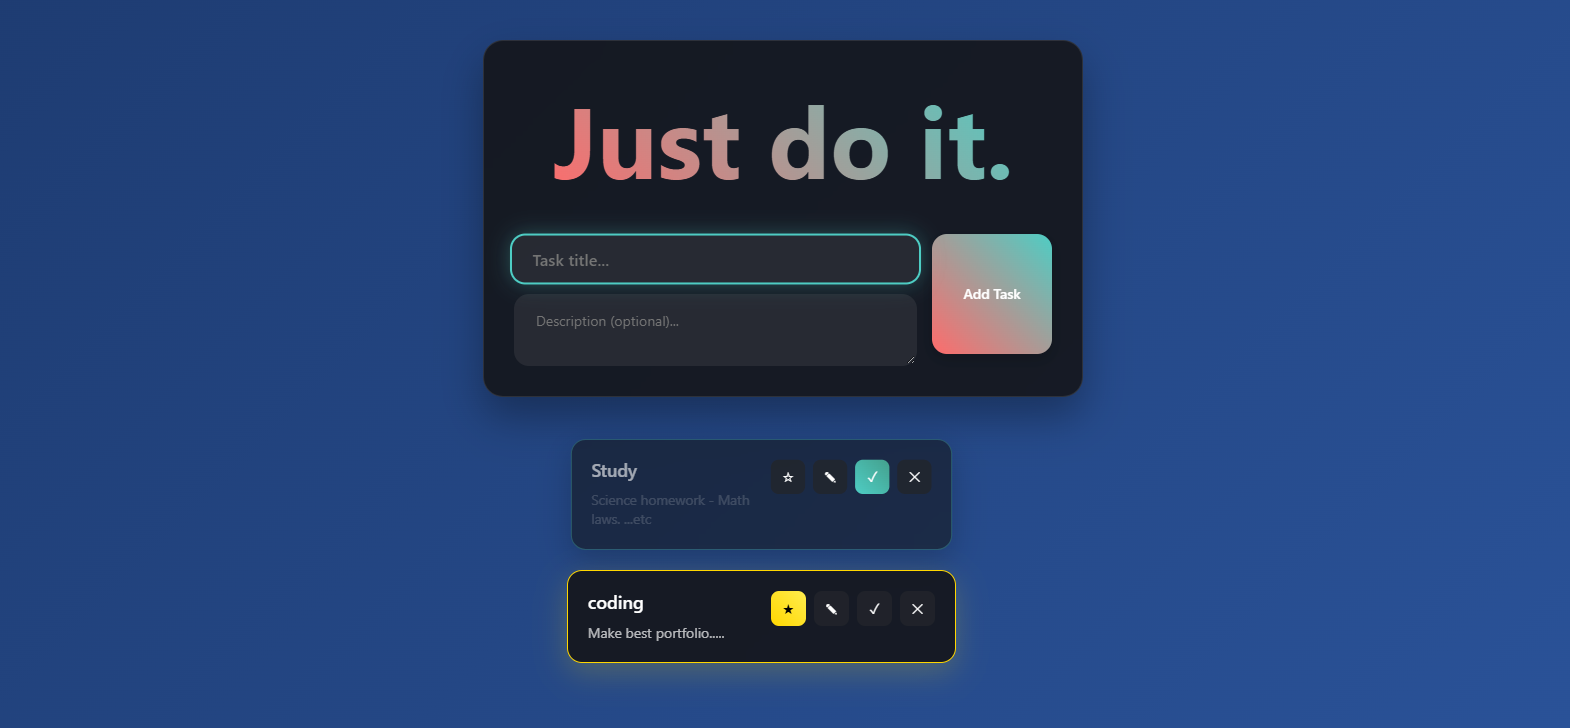 Just do it.
Task title...
Add Task
Description (optional)...
Study
Science homework - Math
laws. ...etc
coding
Make best portfolio.....